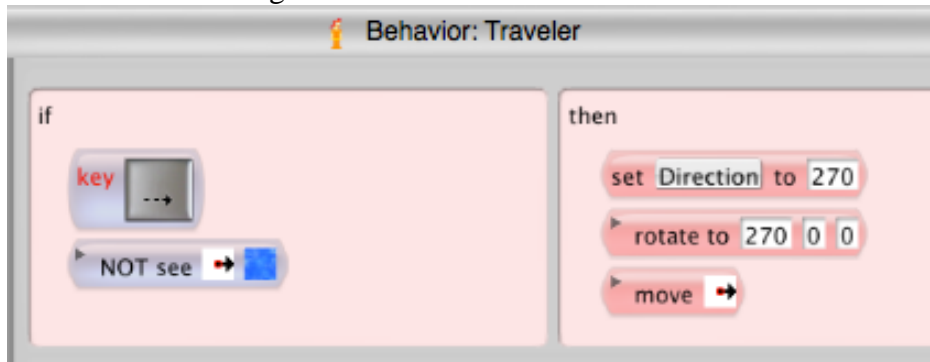 Behavior: Traveler
if
key
NOT see
then
set Direction to 270
rotate to 270 0 0
move